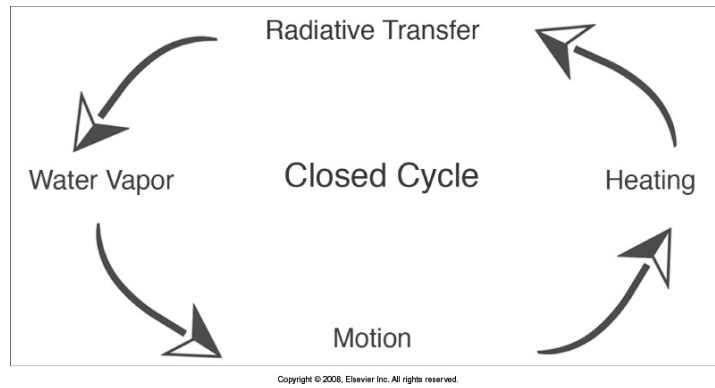 Radiative Transfer
Water Vapor
Closed Cycle
Heating
Motion
Copyright © 2008, Elsevier Inc. All rights reserved.